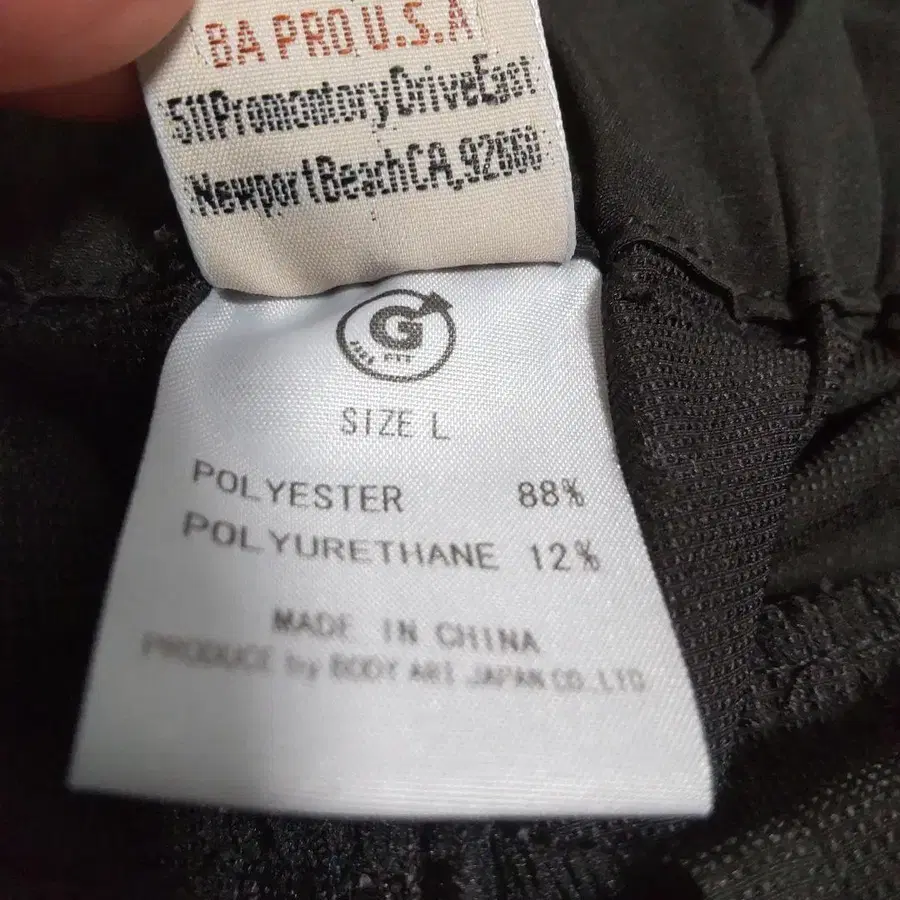 BA PRO U.S.A
511PromontoryDriveEast
NewportBeachCA,92660
G
SIZE L
POLYESTER 88%
POLYURETHANE 12%
MADE IN CHINA
PRODUCE by BODY ART JAPAN CO.,LTD